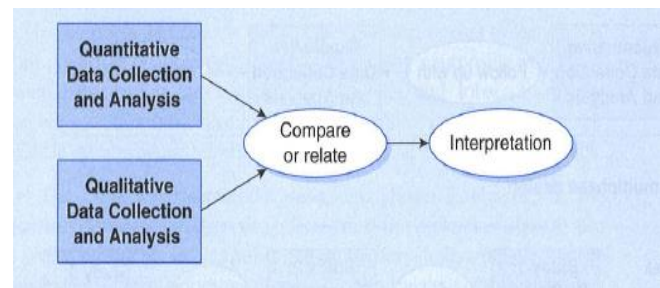 Quantitative
Data Collection
and Analysis
Compare
or relate
Interpretation
Qualitative
Data Collection
and Analysis